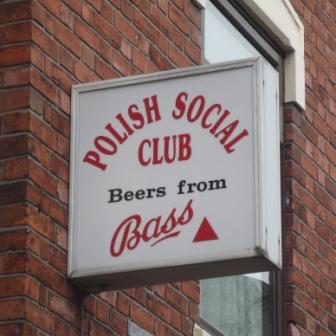 POLISH SOCIAL
CLUB
Beers from
Bass